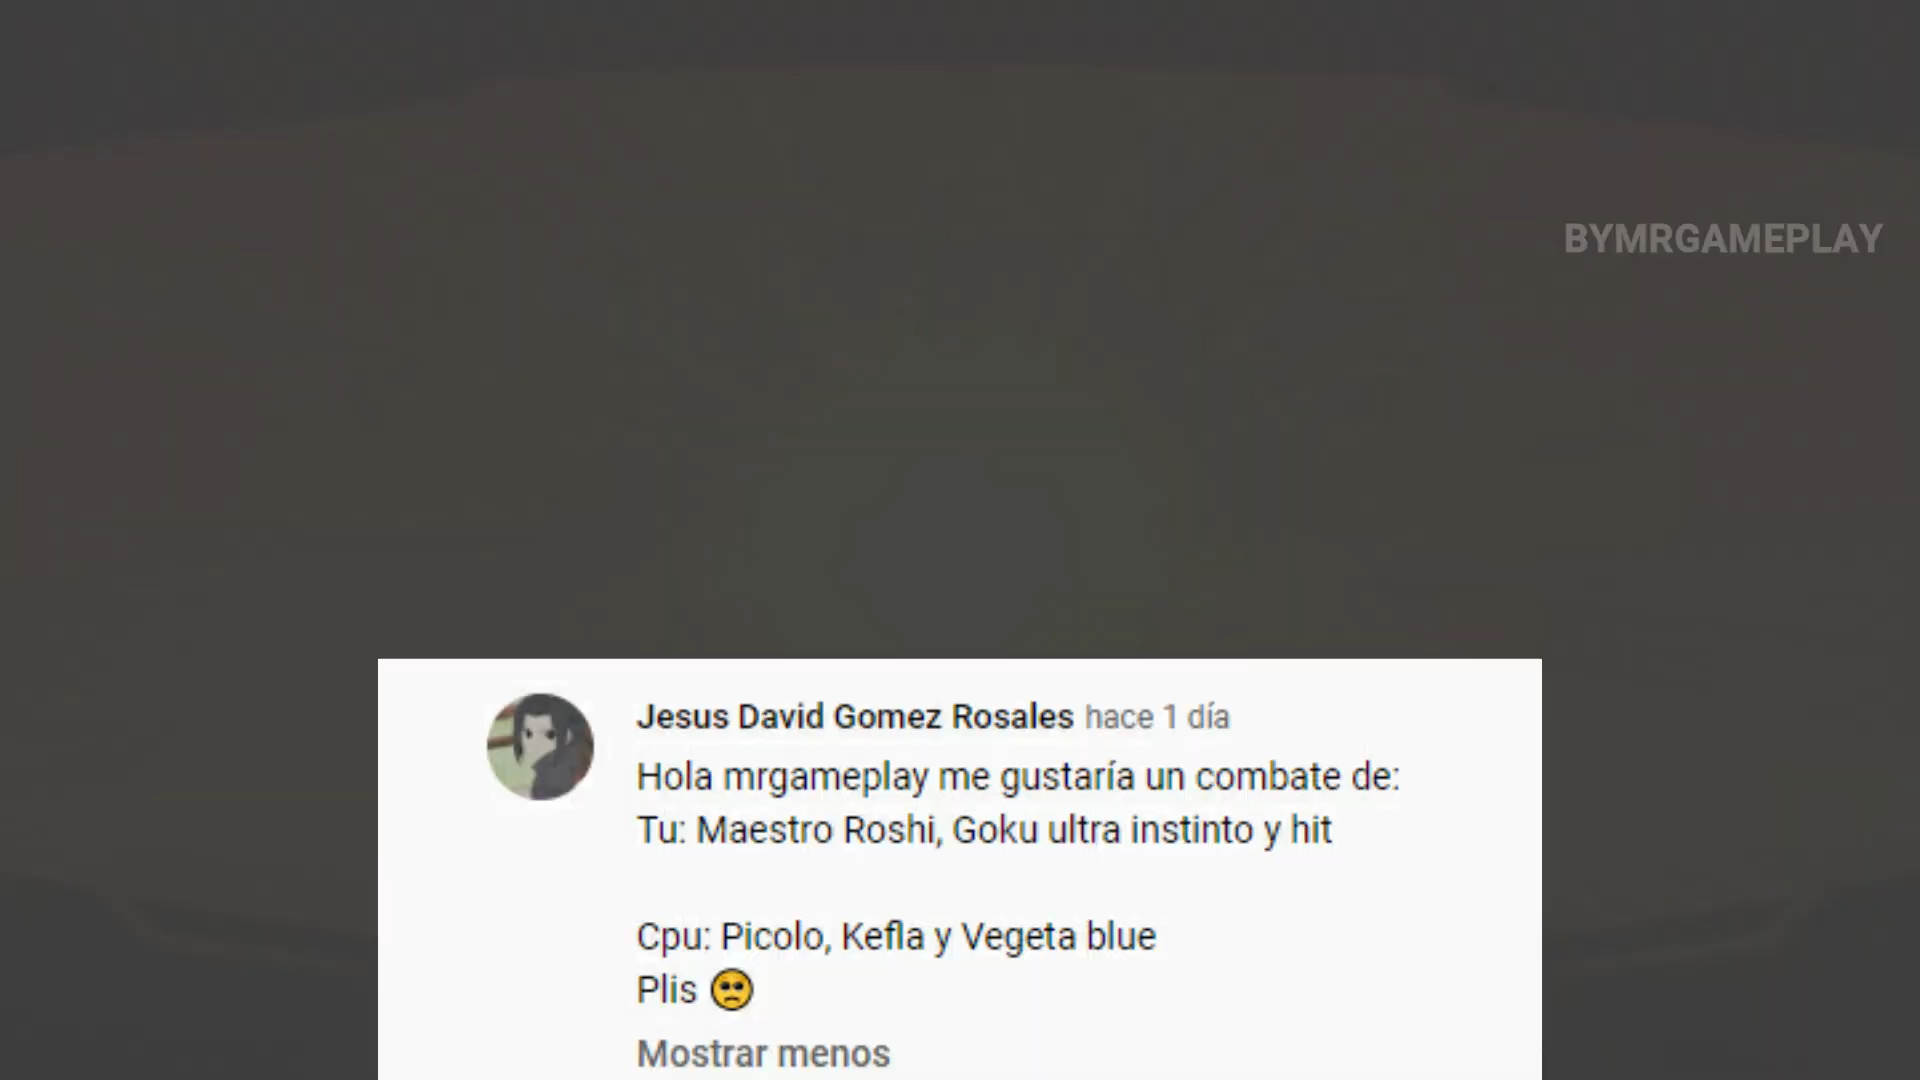 BYMRGAMEPLAY
Jesus David Gomez Rosales hace 1 día
Hola mrgameplay me gustaría un combate de:
Tu: Maestro Roshi, Goku ultra instinto y hit
Cpu: Picolo, Kefla y Vegeta blue
Plis 🥺
Mostrar menos